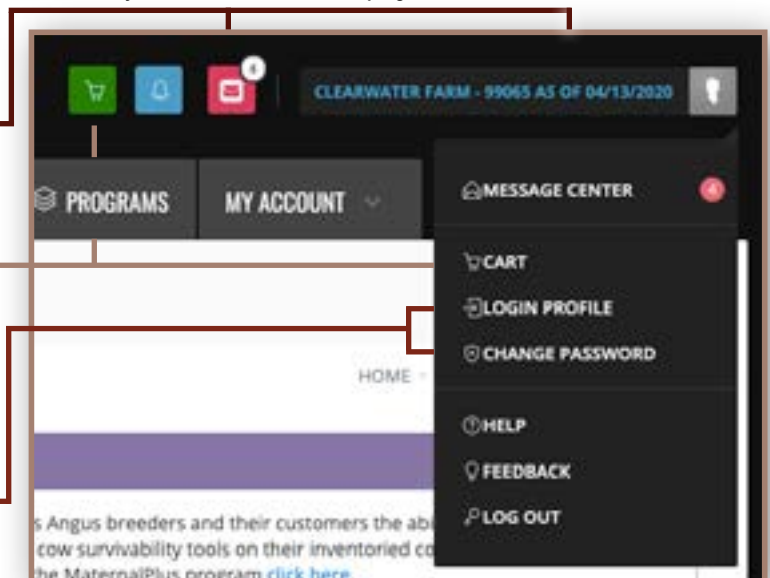 4
CLEARWATER FARM - 99065 AS OF 04/13/2020
PROGRAMS
MY ACCOUNT
MESSAGE CENTER 4
CART
LOGIN PROFILE
CHANGE PASSWORD
HOME
HELP
FEEDBACK
LOG OUT
s Angus breeders and their customers the abi
cow survivability tools on their inventoried co
the MaternalPlus program click here.